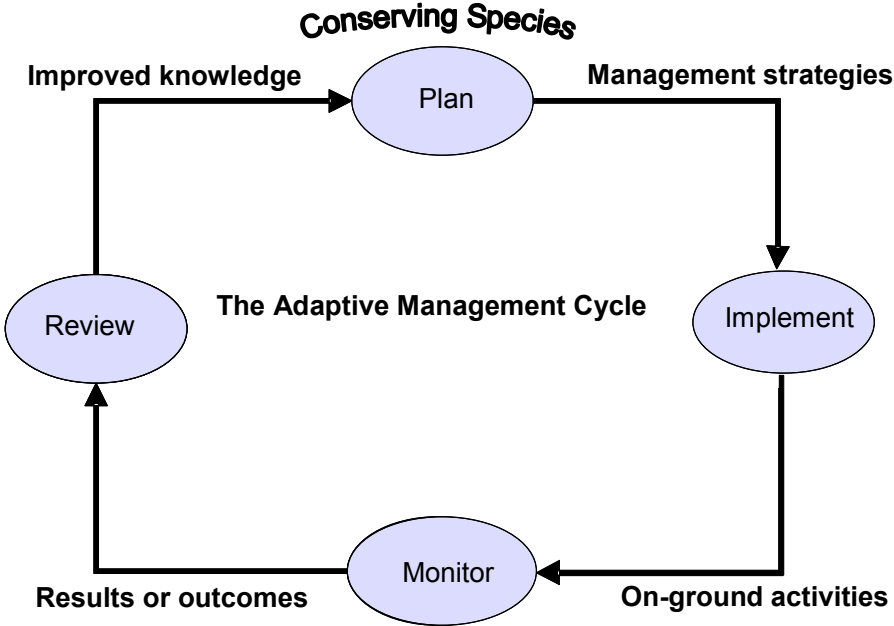 Conserving Species
Improved knowledge
Plan
Management strategies
The Adaptive Management Cycle
Review
Implement
Monitor
Results or outcomes
On-ground activities